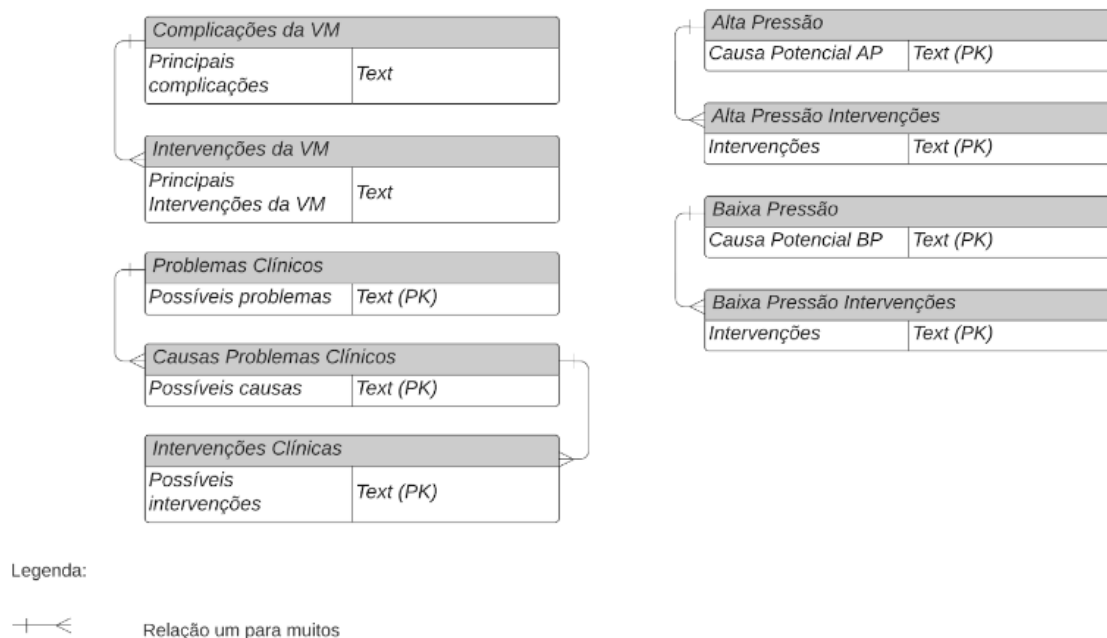 Complicações da VM
Principais
complicações
Text
Intervenções da VM
Principais
Intervenções da VM
Text
Problemas Clínicos
Possíveis problemas
Text (PK)
Causas Problemas Clínicos
Possíveis causas
Text (PK)
Intervenções Clínicas
Possíveis
intervenções
Text (PK)
Alta Pressão
Causa Potencial AP
Text (PK)
Alta Pressão Intervenções
Intervenções
Text (PK)
Baixa Pressão
Causa Potencial BP
Text (PK)
Baixa Pressão Intervenções
Intervenções
Text (PK)
Legenda:
Relação um para muitos